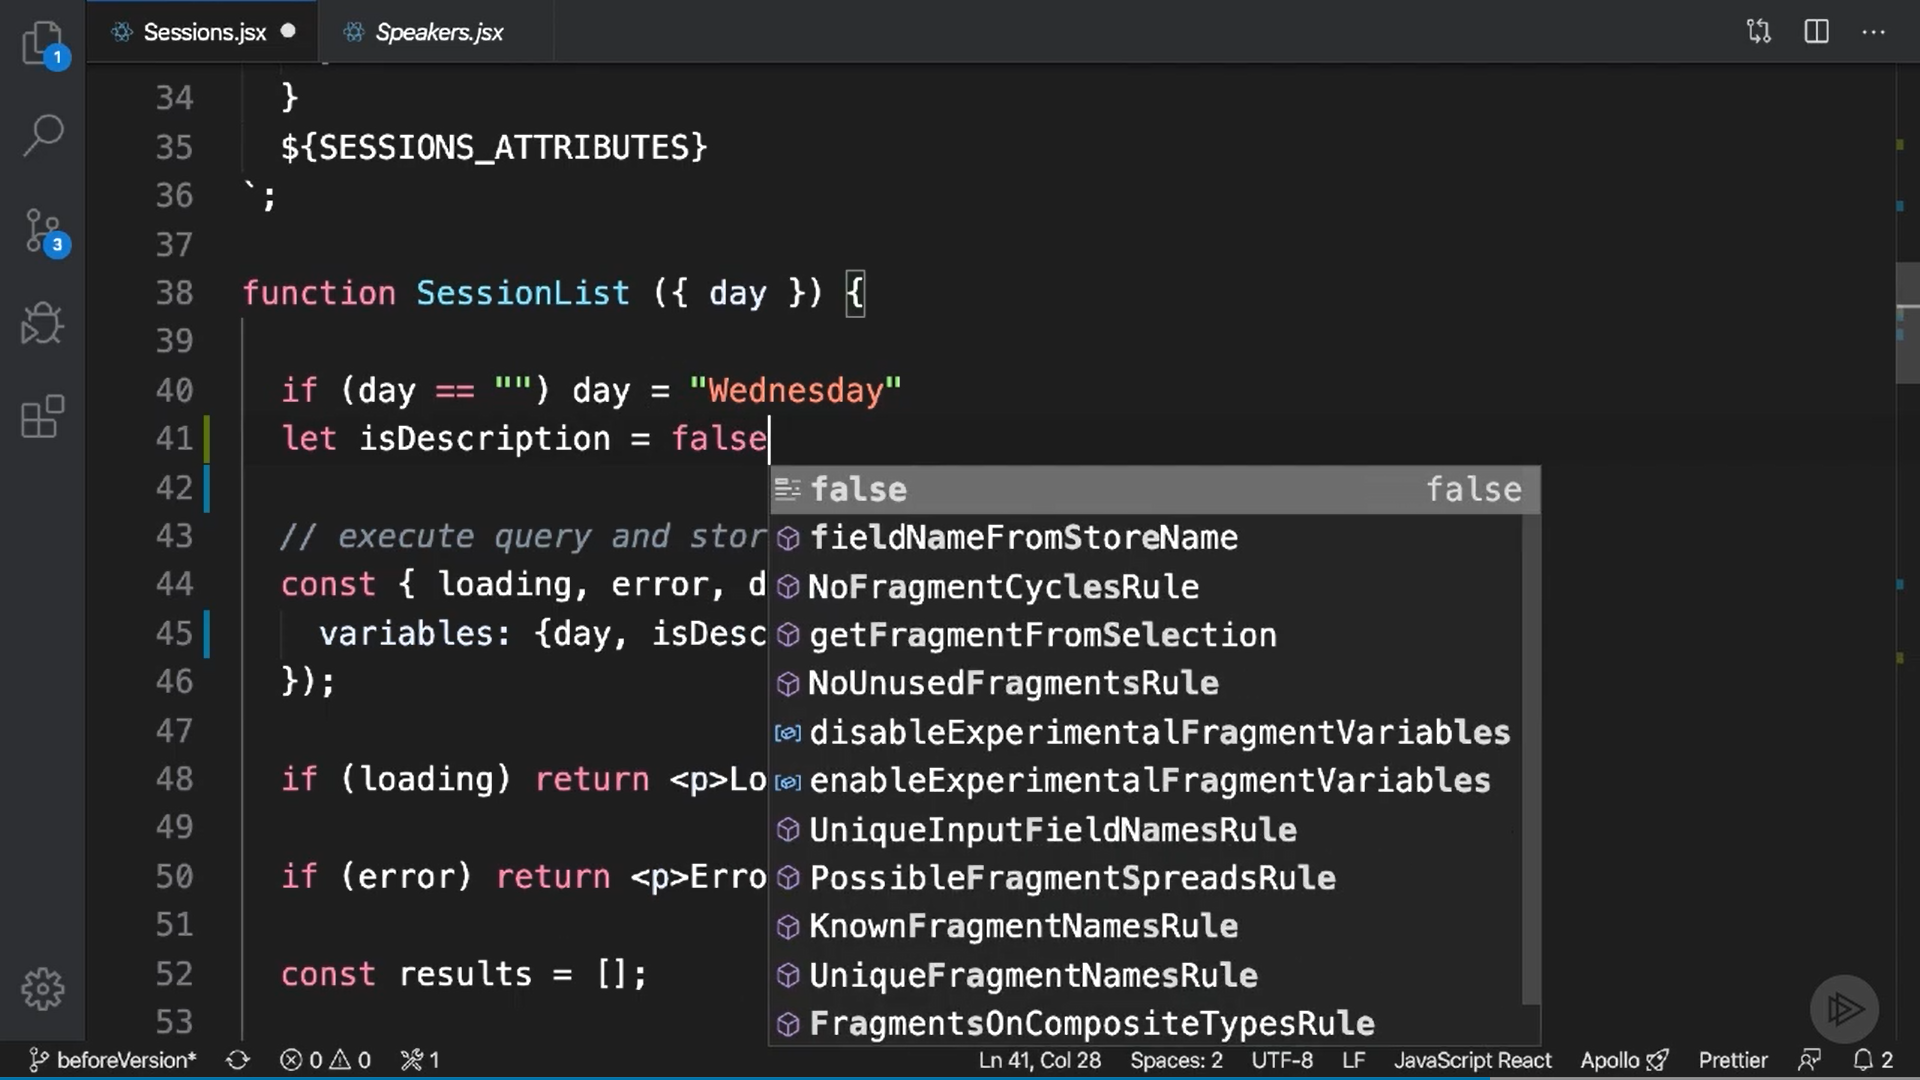 Sessions.jsx
Speakers.jsx
1
3
34 }
35 ${SESSIONS_ATTRIBUTES}
36 `;
37
38 function SessionList ({ day }) {
39
40 if (day == "") day = "Wednesday"
41 let isDescription = false
42
false false
43 // execute query and stor
fieldNameFromStoreName
44 const { loading, error, d
NoFragmentCyclesRule
45 variables: {day, isDesc
getFragmentFromSelection
46 });
NoUnusedFragmentsRule
47
disableExperimentalFragmentVariables
48 if (loading) return <p>Lo
enableExperimentalFragmentVariables
49
UniqueInputFieldNamesRule
50 if (error) return <p>Erro
PossibleFragmentSpreadsRule
51
KnownFragmentNamesRule
52 const results = [];
UniqueFragmentNamesRule
53
FragmentsOnCompositeTypesRule
beforeVersion* 0 0 1 Ln 41, Col 28 Spaces: 2 UTF-8 LF JavaScript React Apollo Prettier 2